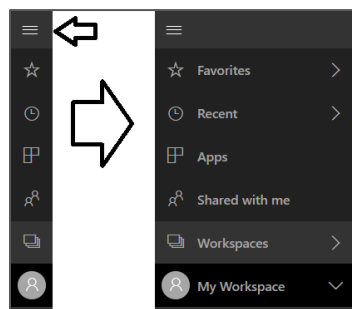 Favorites
Recent
Apps
Shared with me
Workspaces
My Workspace